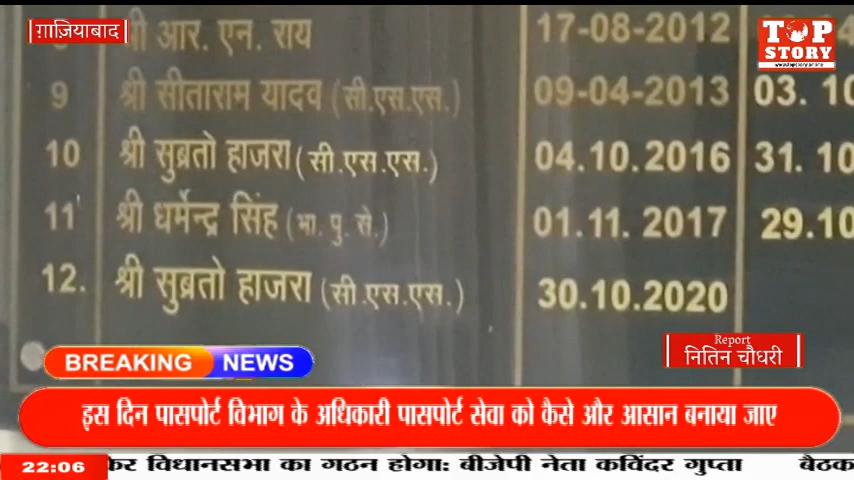 ग़ाज़ियाबाद
TOP
STORY
श्री आर. एन. राय 17-08-2012
9 श्री सीताराम यादव (सी.एस.एस.) 09-04-2013 03. 10
10 श्री सुब्रतो हाजरा (सी.एस.एस.) 04.10.2016 31. 10
11 श्री धर्मेन्द्र सिंह (भा. पु. से.) 01.11. 2017 29.10
12. श्री सुब्रतो हाजरा (सी.एस.एस.) 30.10.2020
Report
नितिन चौधरी
BREAKING NEWS
इस दिन पासपोर्ट विभाग के अधिकारी पासपोर्ट सेवा को कैसे और आसान बनाया जाए
22:06 फिर विधानसभा का गठन होगा: बीजेपी नेता कविंदर गुप्ता बैठक